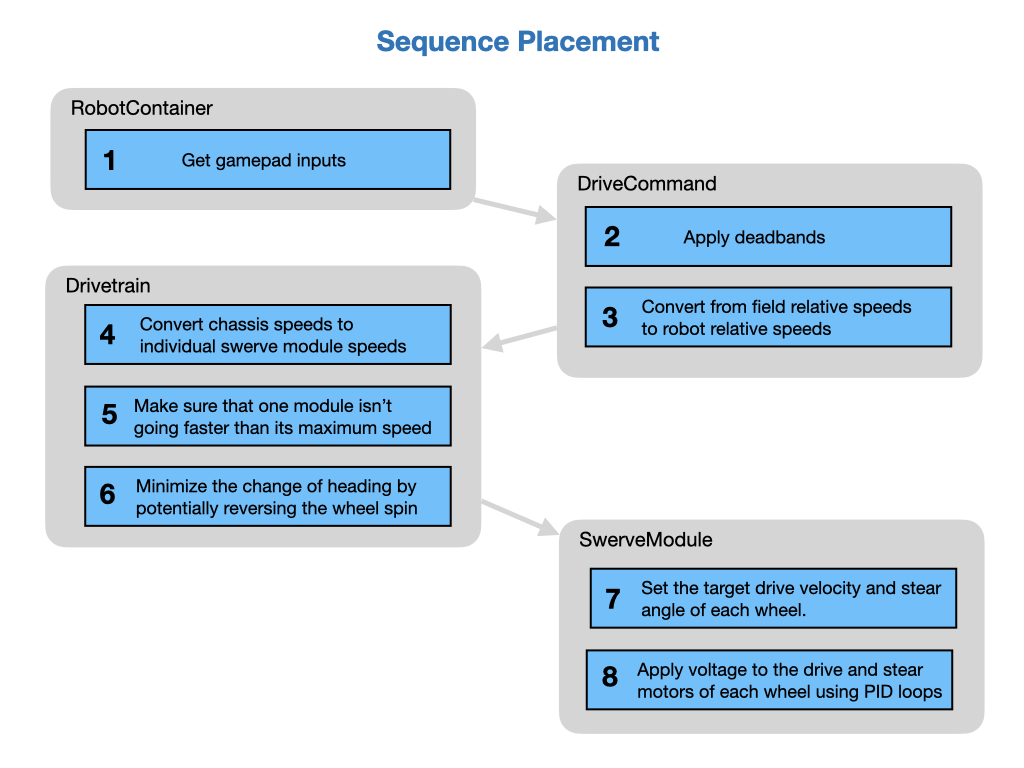 Sequence Placement
RobotContainer
1 Get gamepad inputs
DriveCommand
2 Apply deadbands
3 Convert from field relative speeds
to robot relative speeds
Drivetrain
4 Convert chassis speeds to
individual swerve module speeds
5 Make sure that one module isn’t
going faster than its maximum speed
6 Minimize the change of heading by
potentially reversing the wheel spin
SwerveModule
7 Set the target drive velocity and stear
angle of each wheel.
8 Apply voltage to the drive and stear
motors of each wheel using PID loops